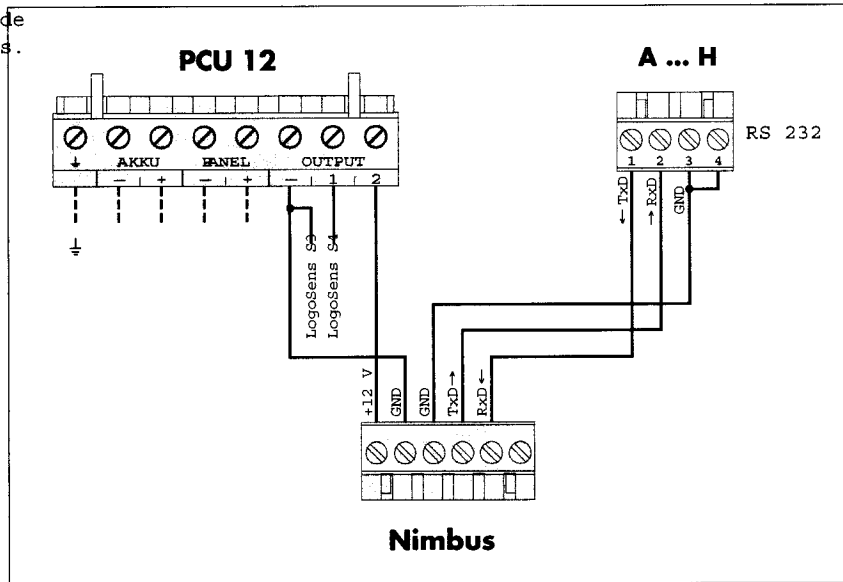 de
s.
PCU 12
A ... H
RS 232
AKKU PANEL OUTPUT
− + − + − 1 2
1 2 3 4
← TxD
→ RxD
GND
LogoSens S3
LogoSens S4
+12 V
GND
GND
TxD →
RxD ←
Nimbus